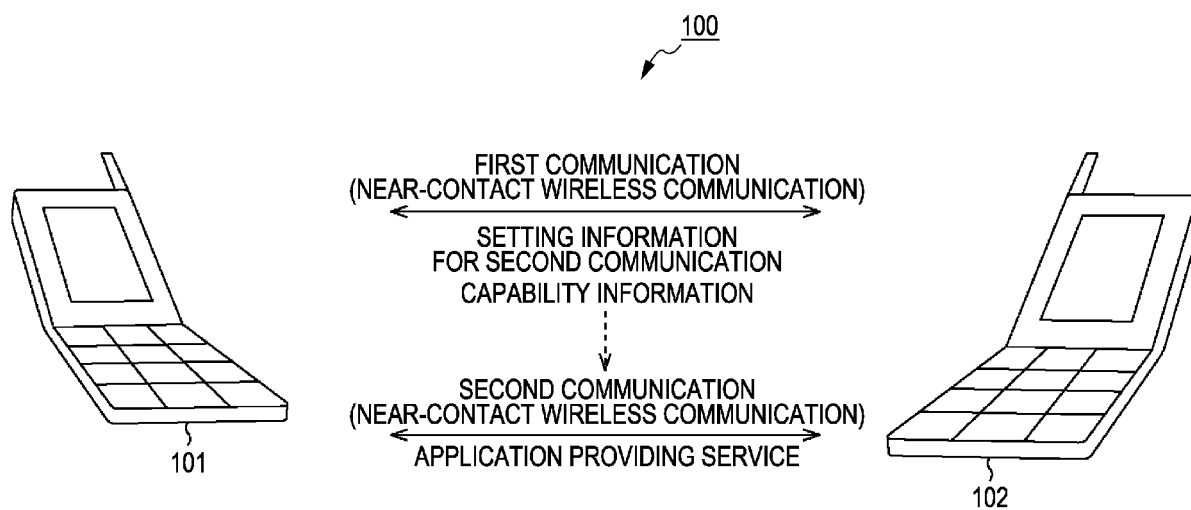 100
FIRST COMMUNICATION
(NEAR-CONTACT WIRELESS COMMUNICATION)
SETTING INFORMATION
FOR SECOND COMMUNICATION
CAPABILITY INFORMATION
SECOND COMMUNICATION
(NEAR-CONTACT WIRELESS COMMUNICATION)
APPLICATION PROVIDING SERVICE
101
102